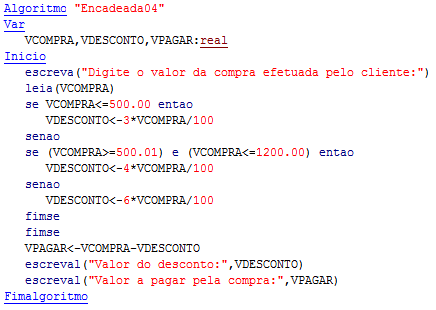 Algoritmo "Encadeada04"
Var
VCOMPRA,VDESCONTO,VPAGAR:real
Inicio
escreva("Digite o valor da compra efetuada pelo cliente:")
leia(VCOMPRA)
se VCOMPRA<=500.00 entao
VDESCONTO<-3*VCOMPRA/100
senao
se (VCOMPRA>=500.01) e (VCOMPRA<=1200.00) entao
VDESCONTO<-4*VCOMPRA/100
senao
VDESCONTO<-6*VCOMPRA/100
fimse
fimse
VPAGAR<-VCOMPRA-VDESCONTO
escreval("Valor do desconto:",VDESCONTO)
escreval("Valor a pagar pela compra:",VPAGAR)
Fimalgoritmo